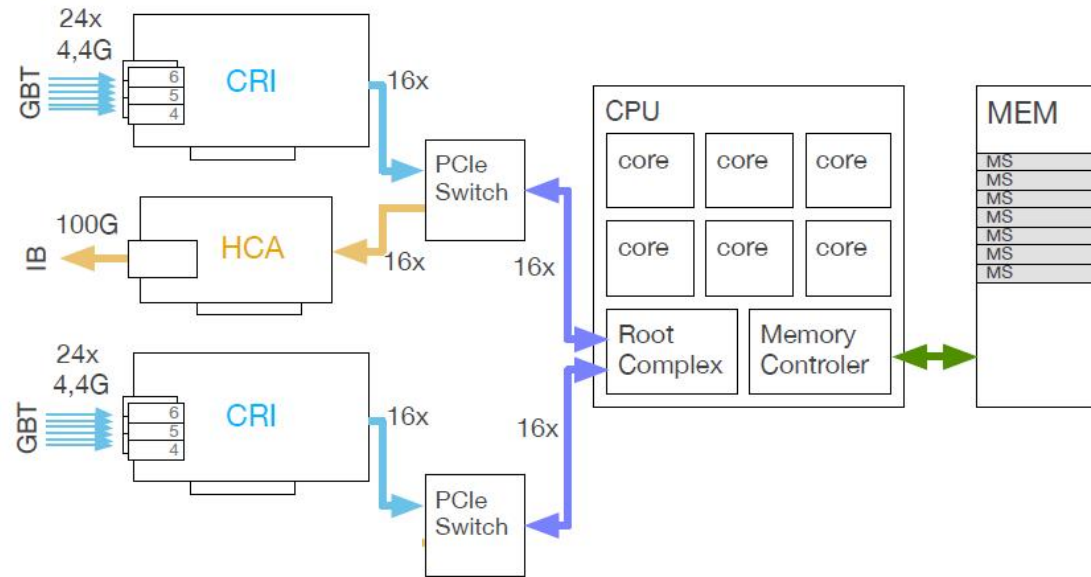 24x
4,4G
GBT
6
5
4
CRI
16x
PCIe
Switch
100G
IB
HCA
16x
16x
24x
4,4G
GBT
6
5
4
CRI
16x
PCIe
Switch
16x
CPU
core
core
core
core
core
core
Root
Complex
Memory
Controler
MEM
MS
MS
MS
MS
MS
MS
MS